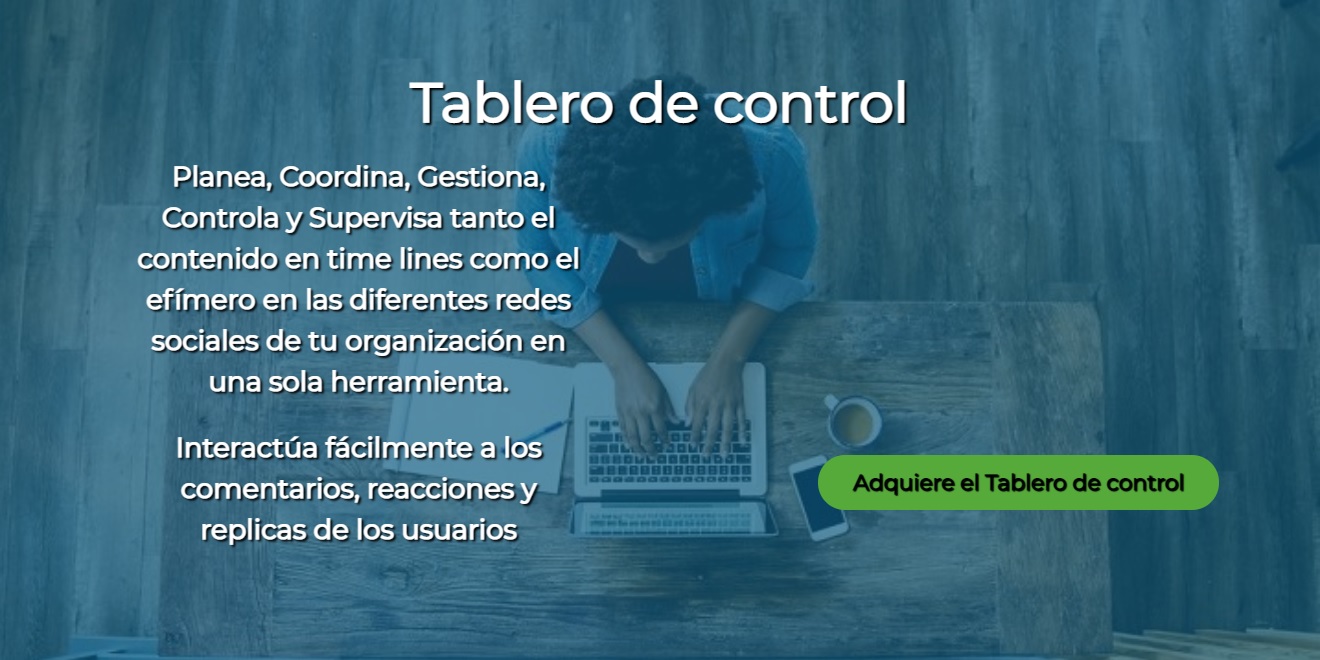 Tablero de control
Planea, Coordina, Gestiona,
Controla y Supervisa tanto el
contenido en time lines como el
efímero en las diferentes redes
sociales de tu organización en
una sola herramienta.
Interactúa fácilmente a los
comentarios, reacciones y
replicas de los usuarios
Adquiere el Tablero de control